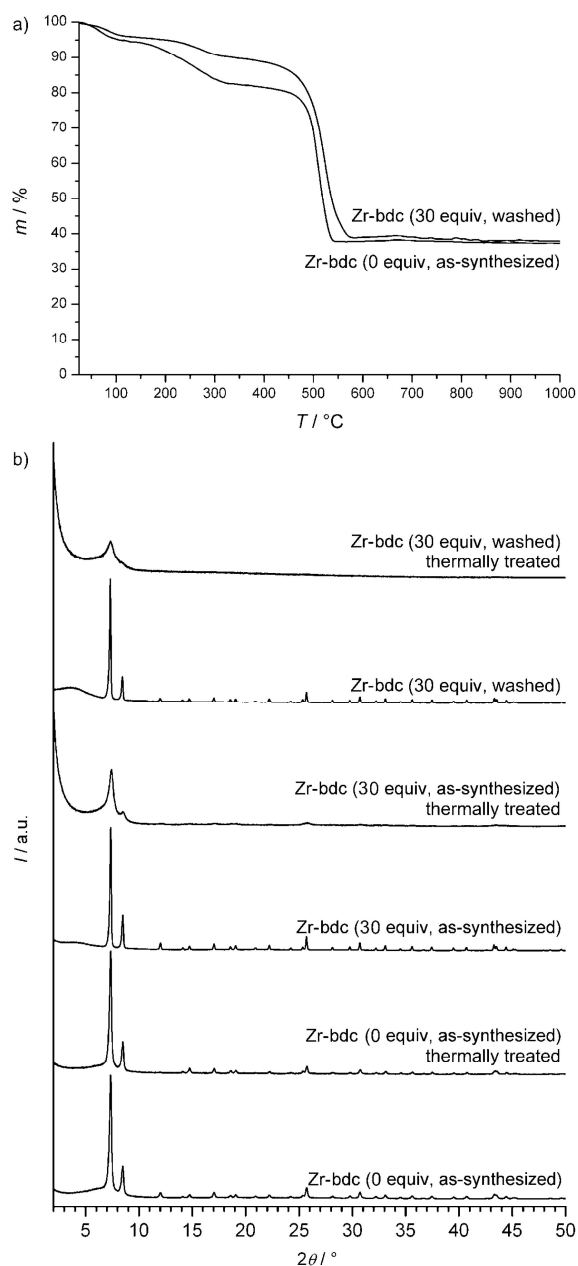 a)
100
90
80
70
60
50
40
30
20
10
0
m / %
Zr-bdc (30 equiv, washed)
Zr-bdc (0 equiv, as-synthesized)
100 200 300 400 500 600 700 800 900 1000
T / °C
b)
Zr-bdc (30 equiv, washed)
thermally treated
Zr-bdc (30 equiv, washed)
Zr-bdc (30 equiv, as-synthesized)
thermally treated
I / a.u.
Zr-bdc (30 equiv, as-synthesized)
Zr-bdc (0 equiv, as-synthesized)
thermally treated
Zr-bdc (0 equiv, as-synthesized)
5 10 15 20 25 30 35 40 45 50
2θ / °